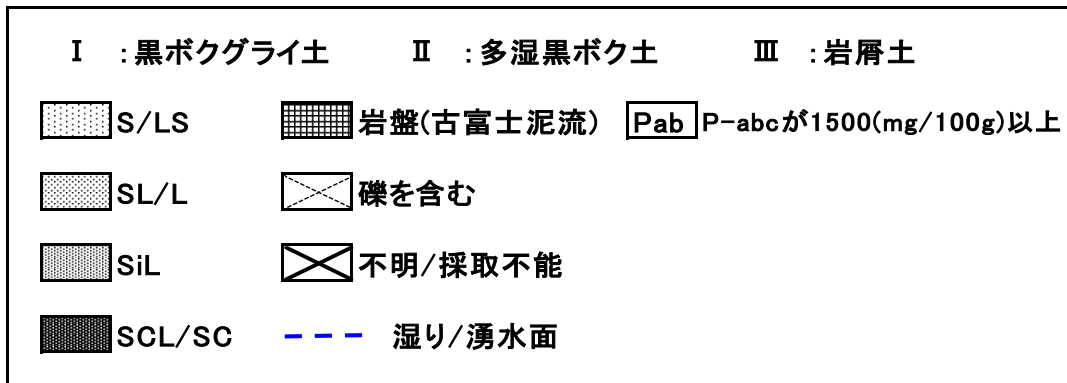 Ⅰ :黒ボクグライ土 Ⅱ :多湿黒ボク土 Ⅲ :岩屑土
S/LS 岩盤(古富士泥流) Pab P-abcが1500(mg/100g)以上
SL/L 礫を含む
SiL 不明/採取不能
SCL/SC 湿り/湧水面